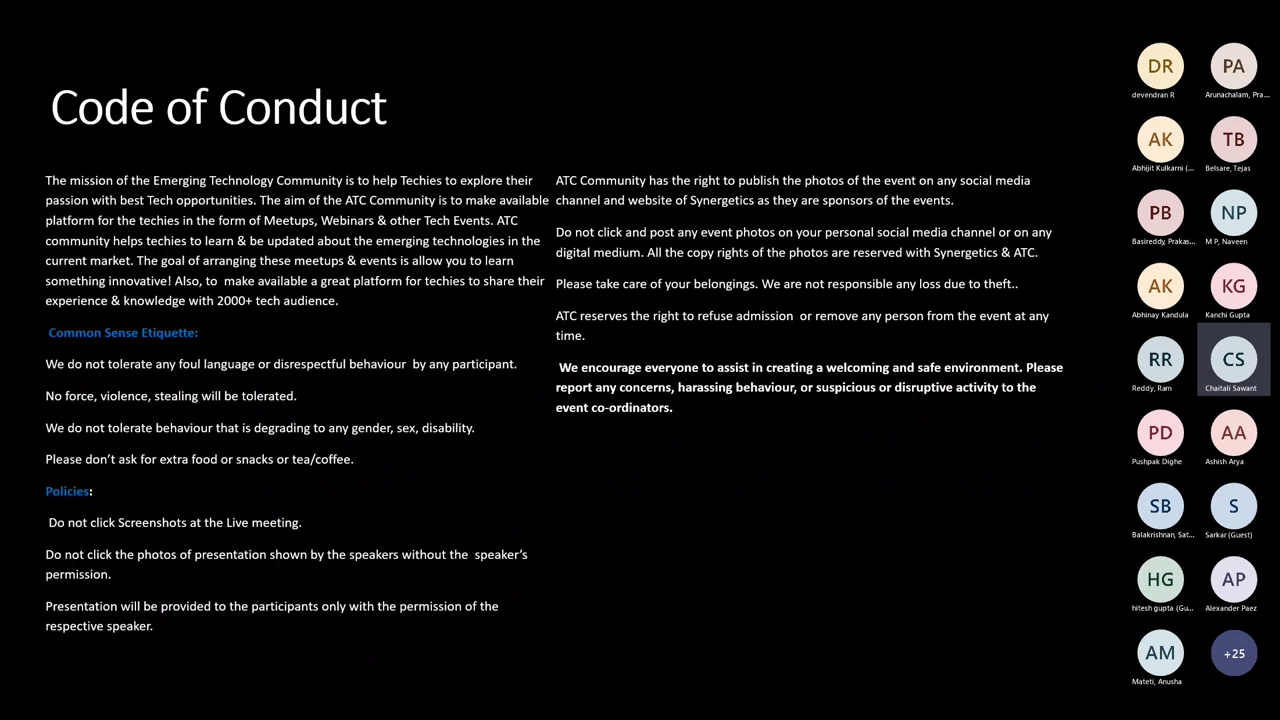 Code of Conduct
The mission of the Emerging Technology Community is to help Techies to explore their
passion with best Tech opportunities. The aim of the ATC Community is to make available
platform for the techies in the form of Meetups, Webinars & other Tech Events. ATC
community helps techies to learn & be updated about the emerging technologies in the
current market. The goal of arranging these meetups & events is allow you to learn
something innovative! Also, to make available a great platform for techies to share their
experience & knowledge with 2000+ tech audience.
Common Sense Etiquette:
We do not tolerate any foul language or disrespectful behaviour by any participant.
No force, violence, stealing will be tolerated.
We do not tolerate behaviour that is degrading to any gender, sex, disability.
Please don't ask for extra food or snacks or tea/coffee.
Policies:
Do not click Screenshots at the Live meeting.
Do not click the photos of presentation shown by the speakers without the speaker's
permission.
Presentation will be provided to the participants only with the permission of the
respective speaker.
ATC Community has the right to publish the photos of the event on any social media
channel and website of Synergetics as they are sponsors of the events.
Do not click and post any event photos on your personal social media channel or on any
digital medium. All the copy rights of the photos are reserved with Synergetics & ATC.
Please take care of your belongings. We are not responsible any loss due to theft..
ATC reserves the right to refuse admission or remove any person from the event at any
time.
We encourage everyone to assist in creating a welcoming and safe environment. Please
report any concerns, harassing behaviour, or suspicious or disruptive activity to the
event co-ordinators.
DR PA
devendran R Arunachalam, Pra...
AK TB
Abhijit Kulkarni (... Belsare, Tejas
PB NP
Basireddy, Prakas... M P, Naveen
AK KG
Abhinay Kandula Kanchi Gupta
RR CS
Reddy, Ram Chaitali Sawant
PD AA
Pushpak Dighe Ashish Arya
SB S
Balakrishnan, Sat... Sarkar (Guest)
HG AP
hitesh gupta (Gu... Alexander Paez
AM +25
Mateti, Anusha